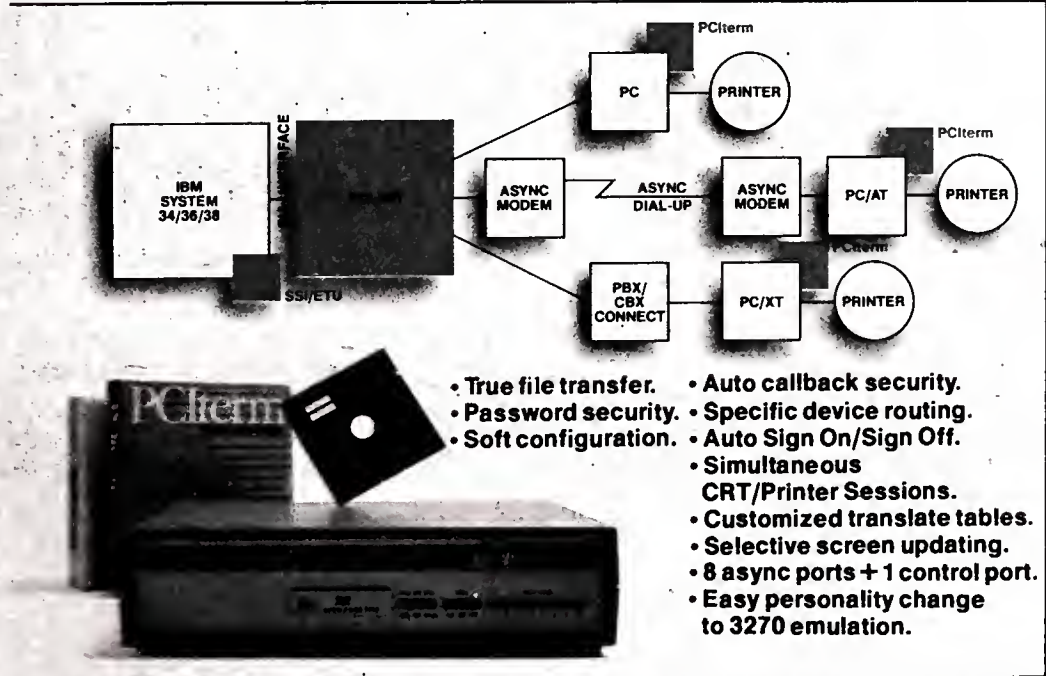 PCIterm
PC
PRINTER
IBM
SYSTEM
34/36/38
INTERFACE
ASYNC
MODEM
ASYNC
DIAL-UP
ASYNC
MODEM
PC/AT
PCIterm
PRINTER
SSI/ETU
PBX/
CBX
CONNECT
PC/XT
PCIterm
PRINTER
PCIterm
• True file transfer.
• Password security.
• Soft configuration.
• Auto callback security.
• Specific device routing.
• Auto Sign On/Sign Off.
• Simultaneous
CRT/Printer Sessions.
• Customized translate tables.
• Selective screen updating.
• 8 async ports + 1 control port.
• Easy personality change
to 3270 emulation.